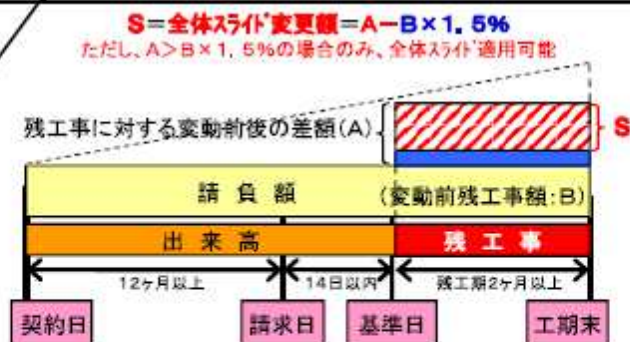 S=全体スライド変更額=A-B×1.5%
ただし、A>B×1.5%の場合のみ、全体スライド適用可能
残工事に対する変動前後の差額(A)
S
請負額 (変動前残工事額:B)
出来高 残工事
12ヶ月以上 14日以内 残工期2ヶ月以上
契約日 請求日 基準日 工期末